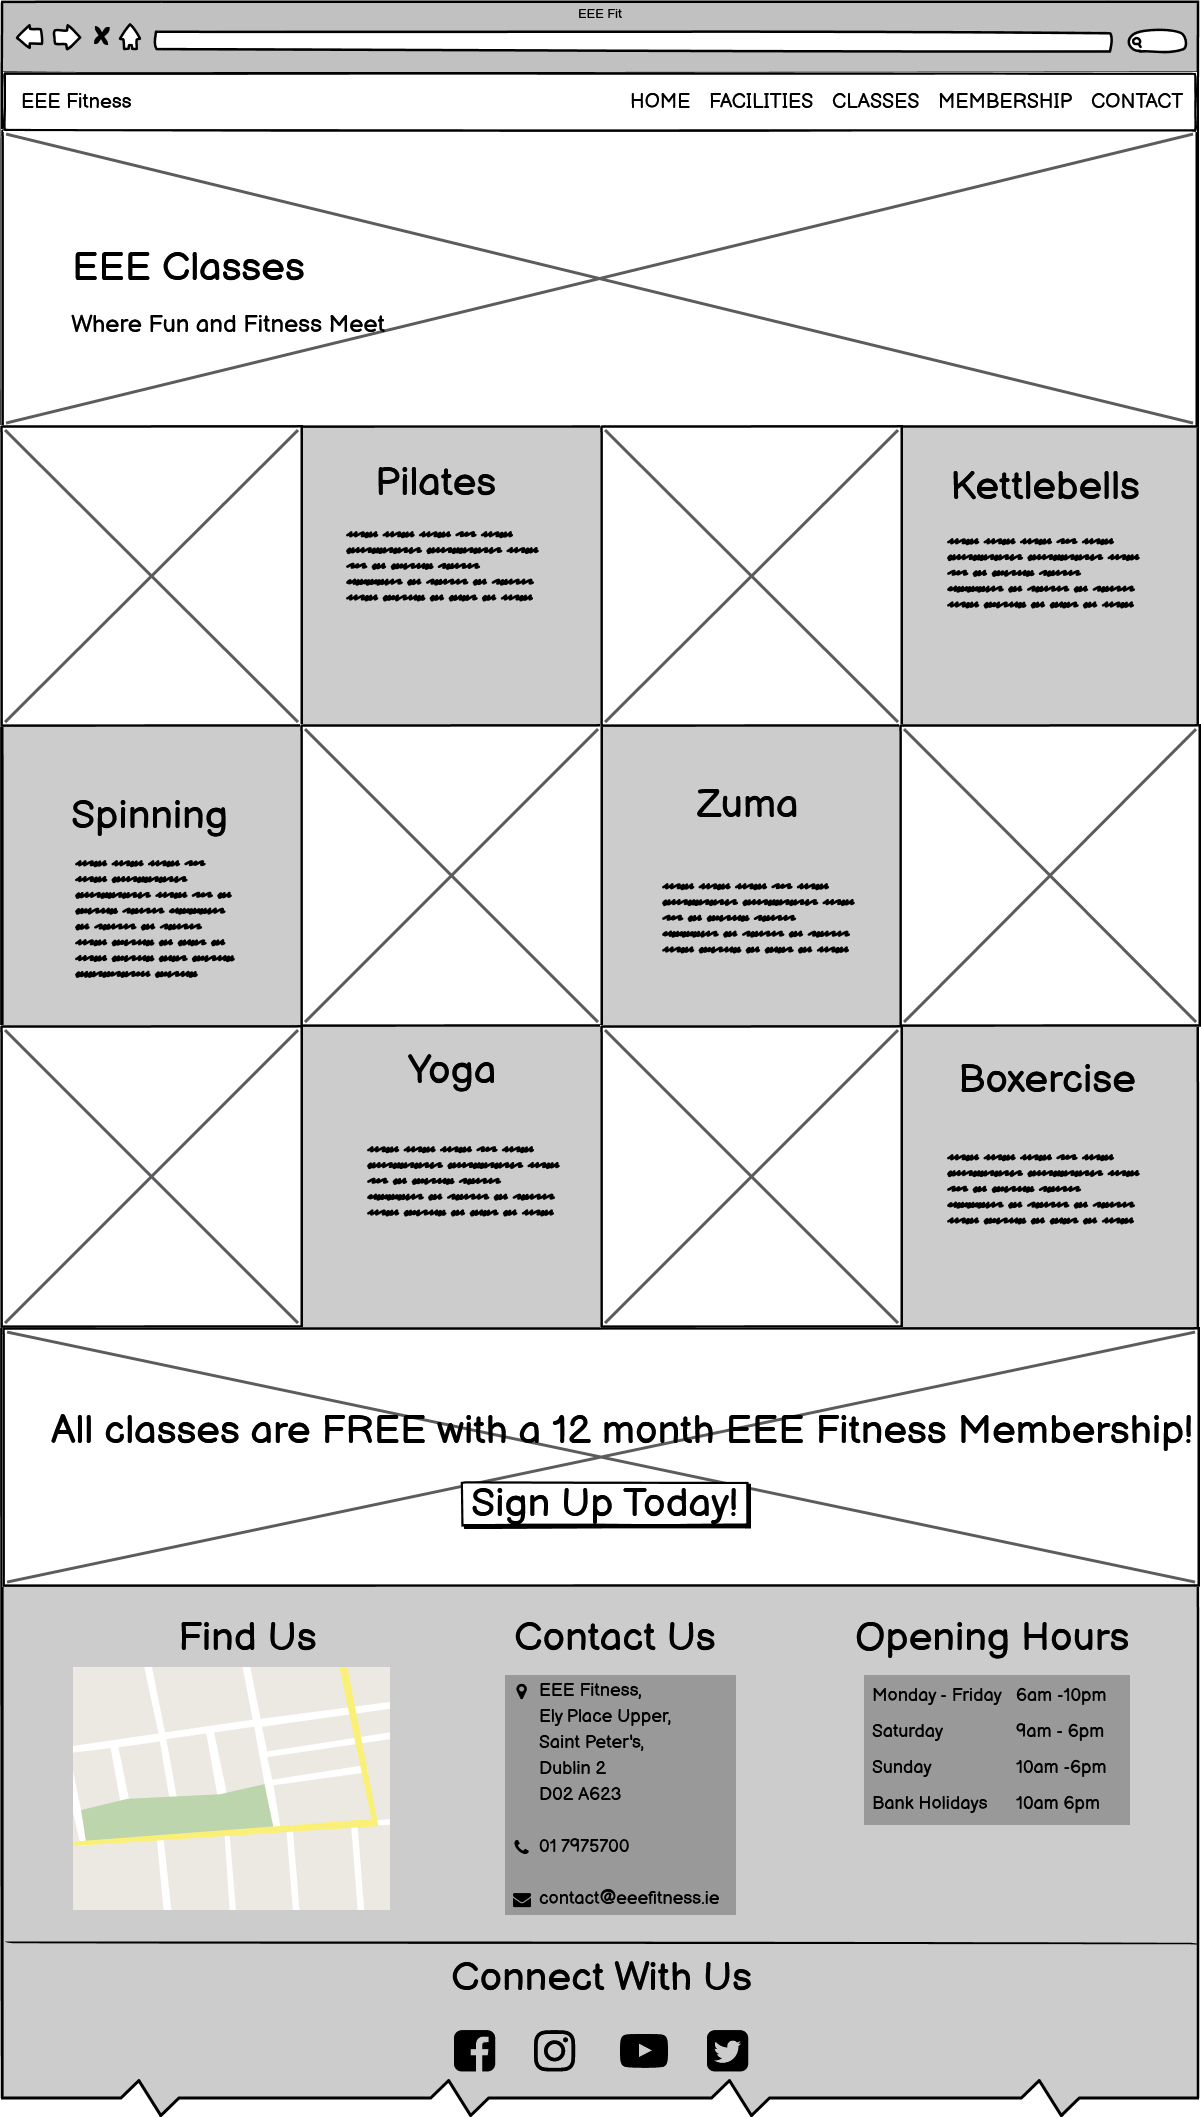 EEE Fit
EEE Fitness HOME FACILITIES CLASSES MEMBERSHIP CONTACT
EEE Classes
Where Fun and Fitness Meet
Pilates
Kettlebells
Spinning
Zuma
Yoga
Boxercise
All classes are FREE with a 12 month EEE Fitness Membership!
Sign Up Today!
Find Us
Contact Us
EEE Fitness,
Ely Place Upper,
Saint Peter's,
Dublin 2
D02 A623
01 7975700
contact@eeefitness.ie
Opening Hours
Monday - Friday 6am -10pm
Saturday 9am - 6pm
Sunday 10am -6pm
Bank Holidays 10am 6pm
Connect With Us